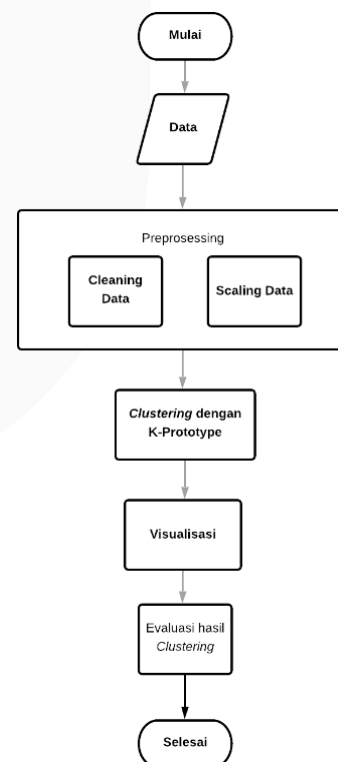 Mulai
Data
Preprosessing
Cleaning
Data
Scaling Data
Clustering dengan
K-Prototype
Visualisasi
Evaluasi hasil
Clustering
Selesai